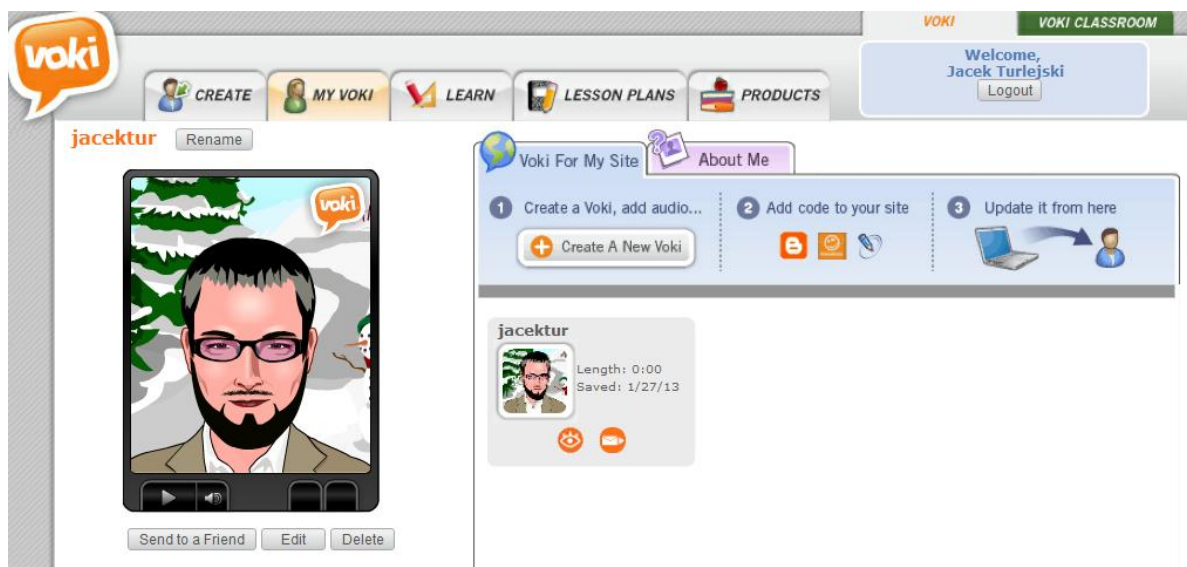 voki
VOKI
VOKI CLASSROOM
Welcome,
Jacek Turlejski
Logout
CREATE
MY VOKI
LEARN
LESSON PLANS
PRODUCTS
jacektur
Rename
voki
Voki For My Site
About Me
1 Create a Voki, add audio...
Create A New Voki
2 Add code to your site
3 Update it from here
jacektur
Length: 0:00
Saved: 1/27/13
Send to a Friend
Edit
Delete